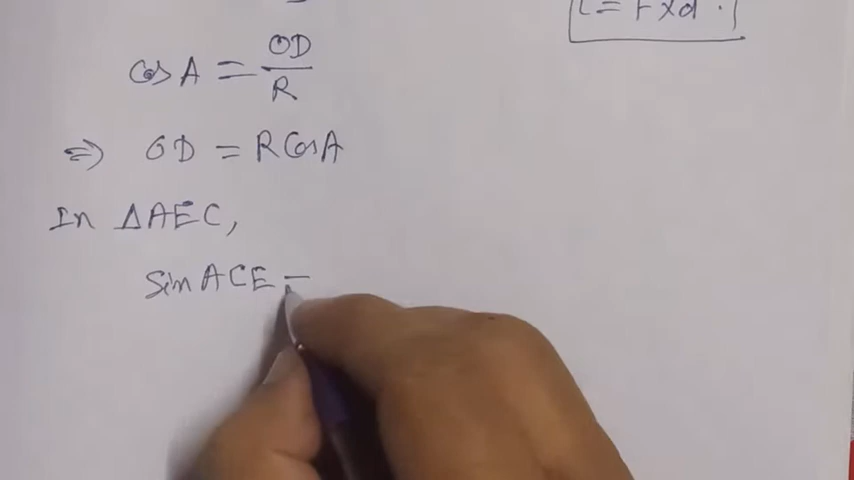 τ = F×d.
cos A = OD/R
⇒ OD = R Cos A
In ΔAEC,
Sin ACE =